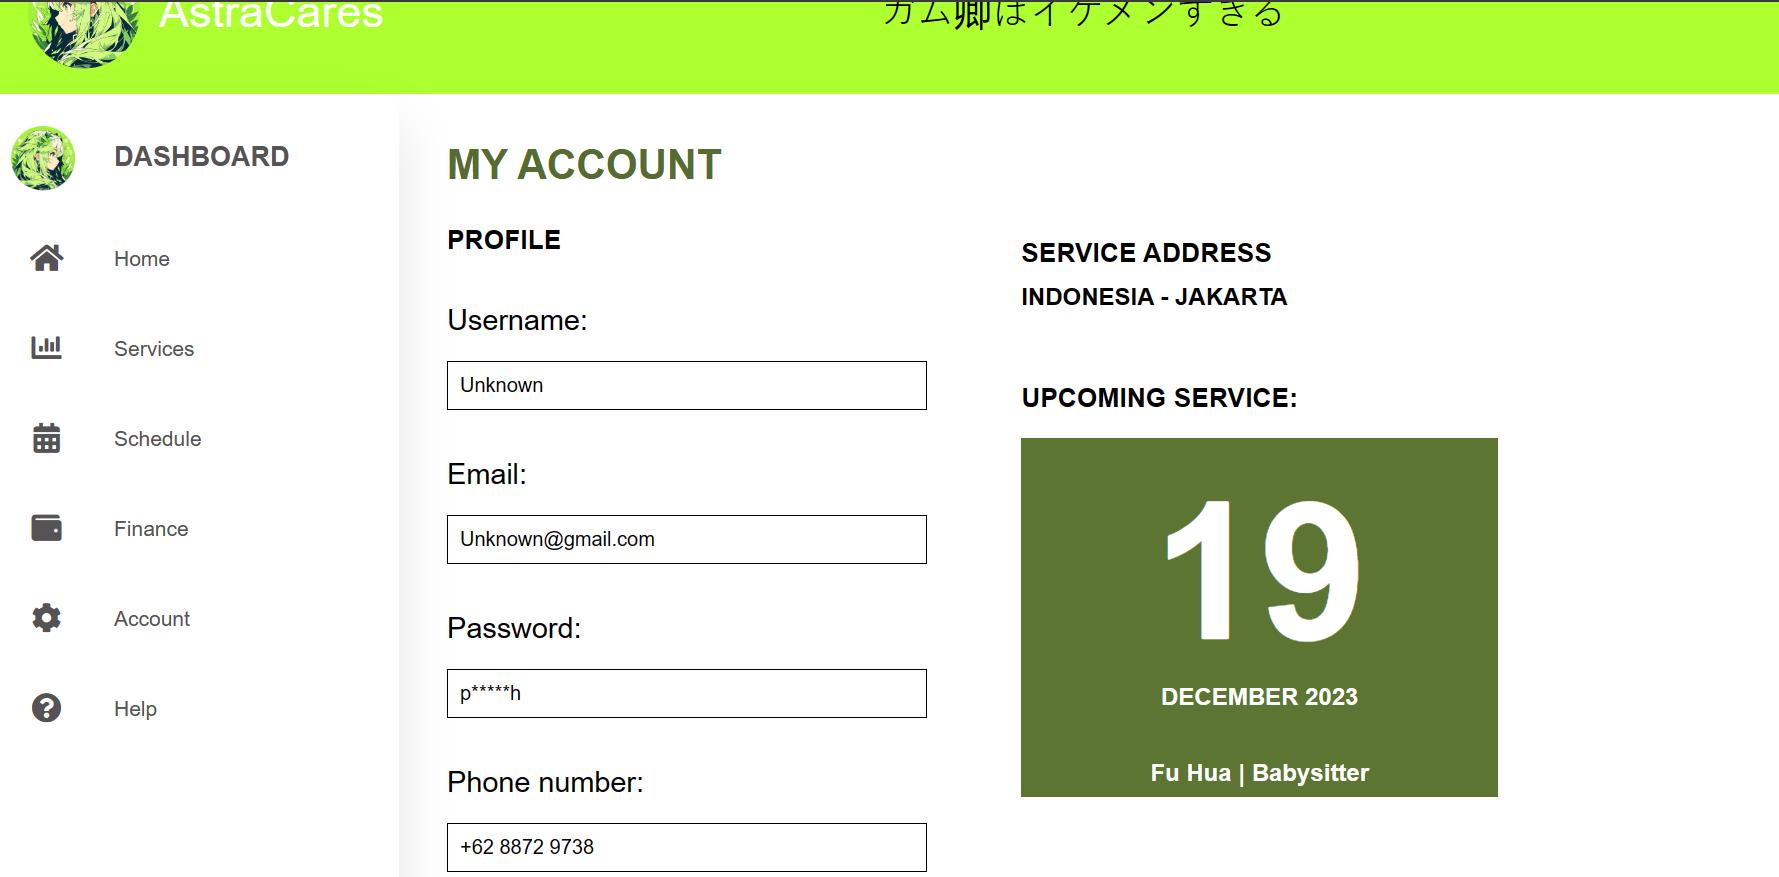 AstraCares
ガム卿はイケメンすぎる
DASHBOARD
Home
Services
Schedule
Finance
Account
Help
MY ACCOUNT
PROFILE
Username:
Unknown
Email:
Unknown@gmail.com
Password:
p*****h
Phone number:
+62 8872 9738
SERVICE ADDRESS
INDONESIA - JAKARTA
UPCOMING SERVICE:
19
DECEMBER 2023
Fu Hua | Babysitter